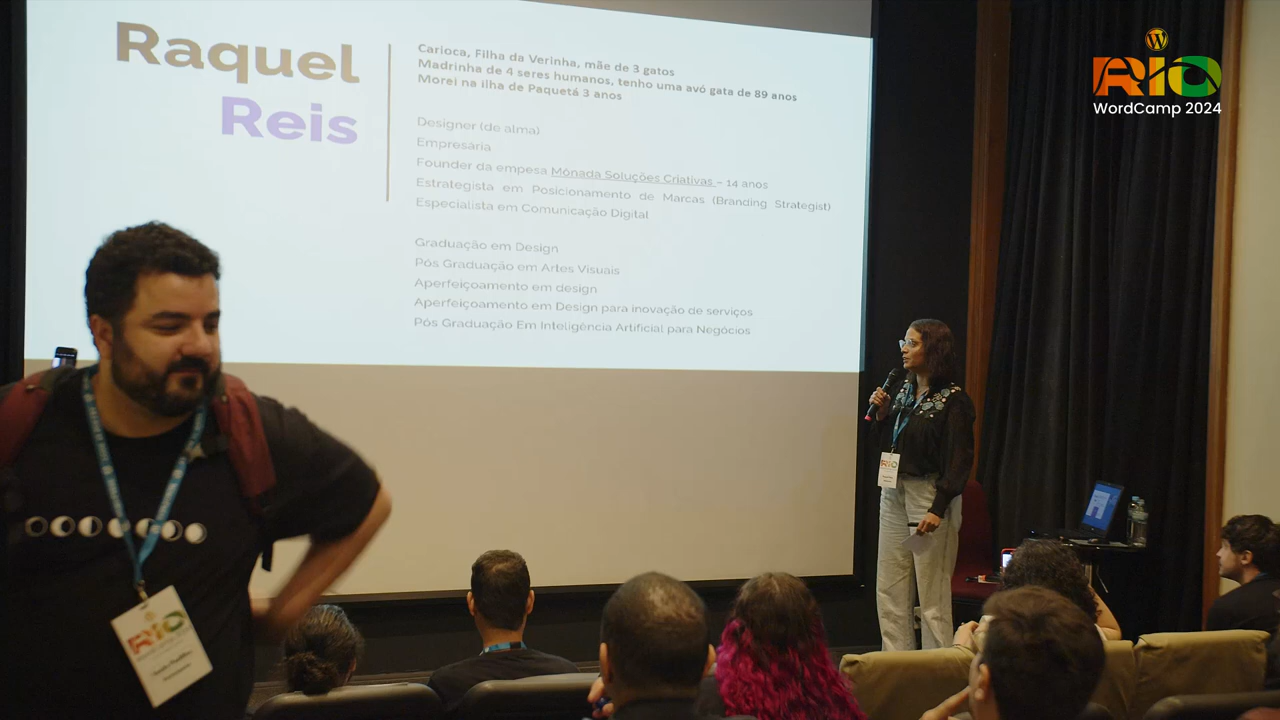 Raquel
Reis
Carioca, Filha da Verinha, mãe de 3 gatos
Madrinha de 4 seres humanos, tenho uma avó gata de 89 anos
Morei na ilha de Paquetá 3 anos
Designer (de alma)
Empresária
Founder da empesa Mônada Soluções Criativas – 14 anos
Estrategista em Posicionamento de Marcas (Branding Strategist)
Especialista em Comunicação Digital
Graduação em Design
Pós Graduação em Artes Visuais
Aperfeiçoamento em design
Aperfeiçoamento em Design para inovação de serviços
Pós Graduação Em Inteligência Artificial para Negócios
RIO
WordCamp 2024
RIO
RIO